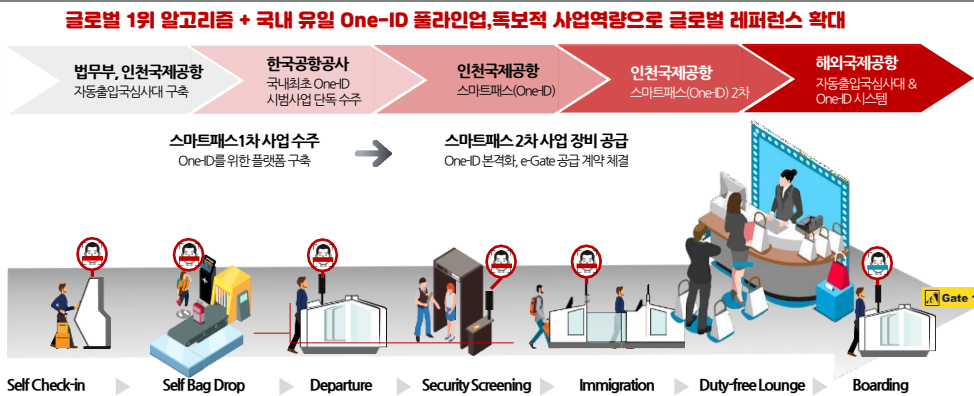 글로벌 1위 알고리즘 + 국내 유일 One-ID 풀라인업,독보적 사업역량으로 글로벌 레퍼런스 확대
법무부, 인천국제공항
자동출입국심사대 구축
한국공항공사
국내최초 One-ID
시범사업 단독 수주
인천국제공항
스마트패스(One-ID)
인천국제공항
스마트패스(One-ID) 2차
해외국제공항
자동출입국심사대 &
One-ID 시스템
스마트패스 1차 사업 수주
One-ID를 위한 플랫폼 구축
스마트패스 2차 사업 장비 공급
One-ID 본격화, e-Gate 공급 계약 체결
Gate 1
Self Check-in
Self Bag Drop
Departure
Security Screening
Immigration
Duty-free Lounge
Boarding